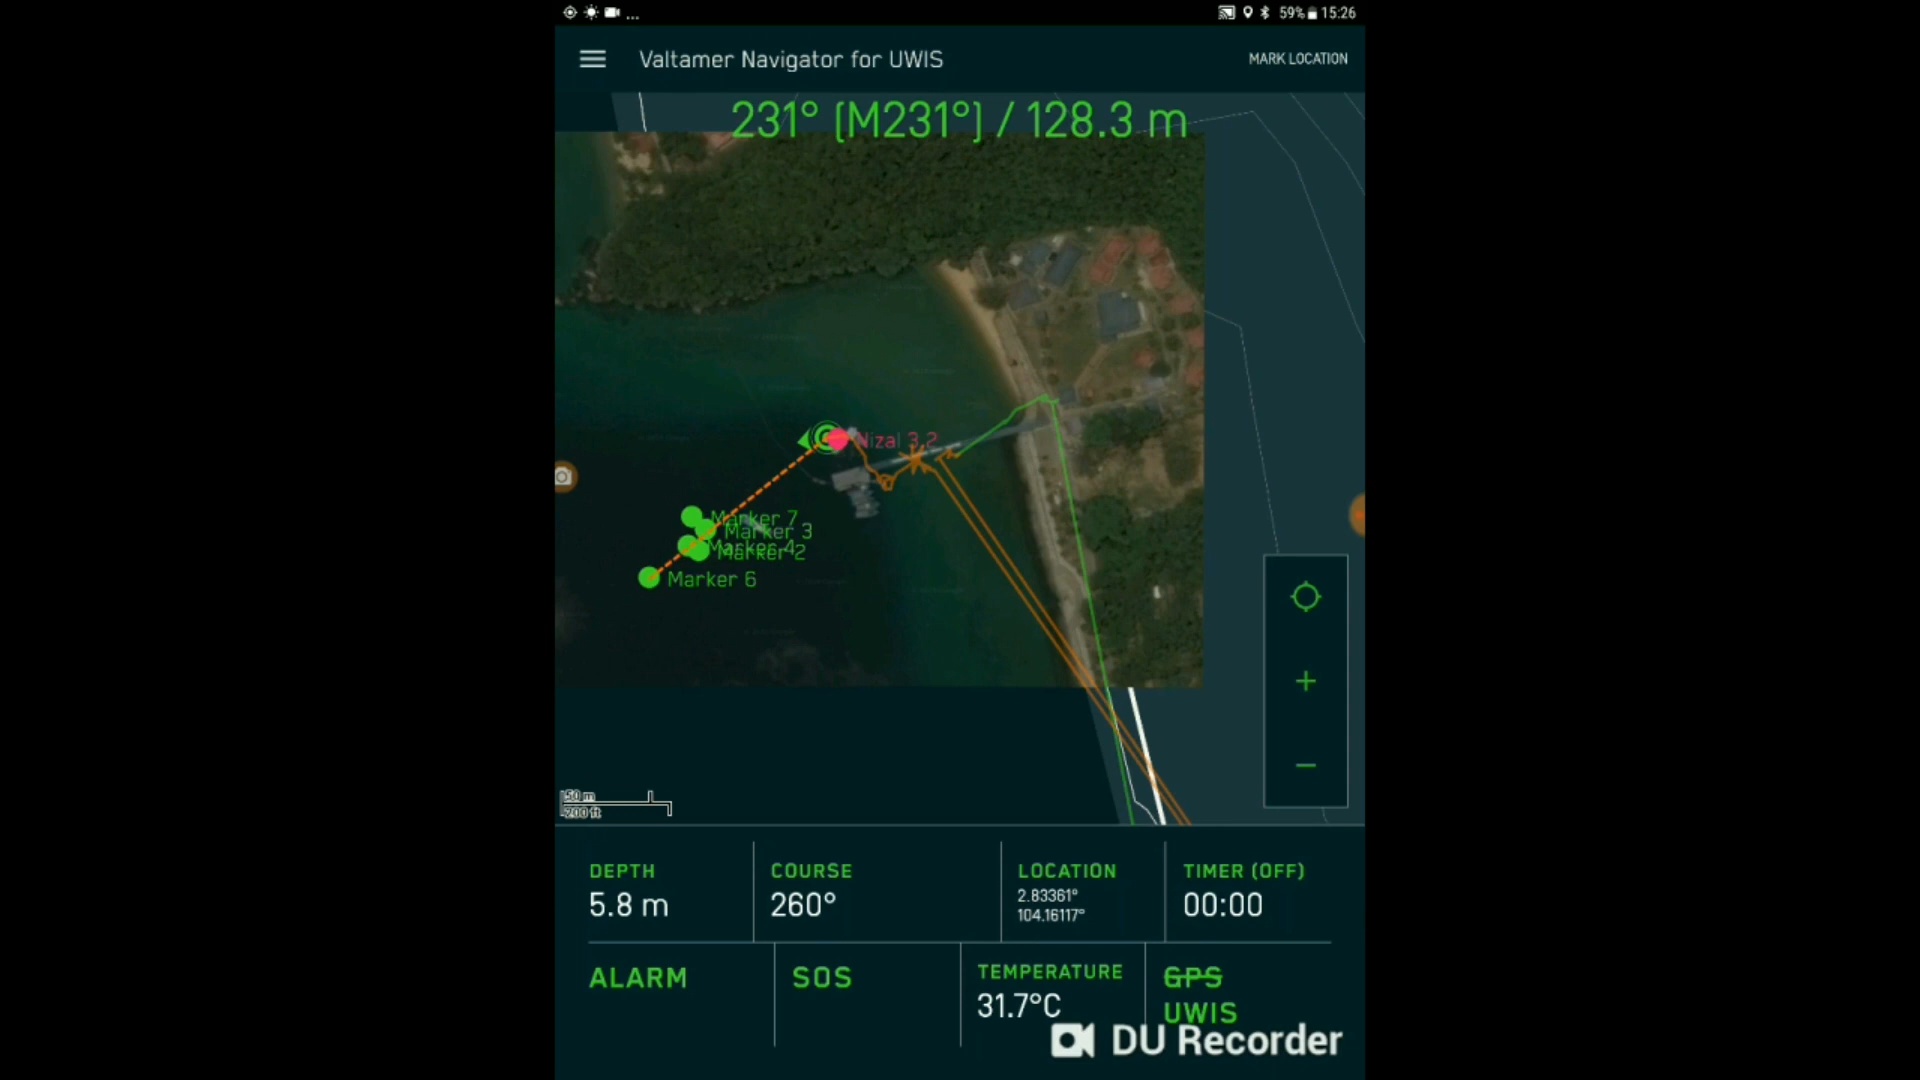 ... 59% 15:26
Valtamer Navigator for UWIS MARK LOCATION
231° (M231°) / 128.3 m
Nizal 3.2
Marker 7
Marker 3
Marker 4
Marker 2
Marker 6
50 m
200 ft
DEPTH COURSE LOCATION TIMER (OFF)
5.8 m 260° 2.83361° 00:00
104.16117°
ALARM SOS TEMPERATURE GPS
31.7°C UWIS
DU Recorder